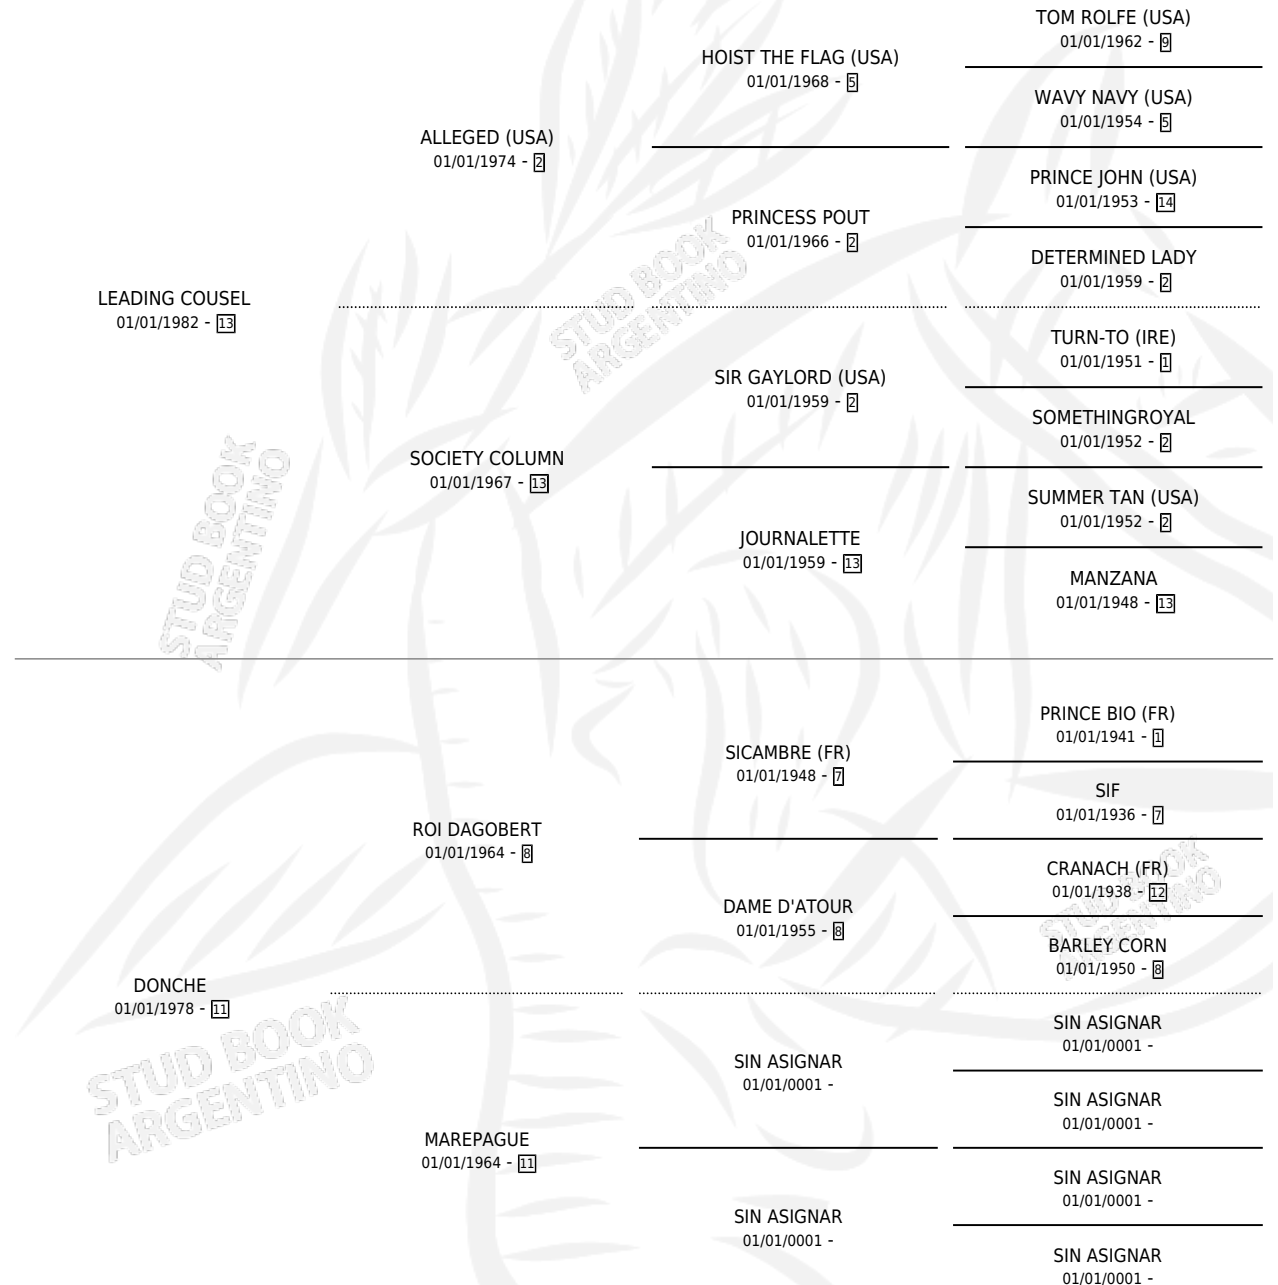 TOM ROLFE (USA)
01/01/1962 - 9
HOIST THE FLAG (USA)
01/01/1968 - 5
WAVY NAVY (USA)
01/01/1954 - 5
ALLEGED (USA)
01/01/1974 - 2
PRINCE JOHN (USA)
01/01/1953 - 14
PRINCESS POUT
01/01/1966 - 2
DETERMINED LADY
01/01/1959 - 2
LEADING COUSEL
01/01/1982 - 13
STUD BOOK
ARGENTINO
TURN-TO (IRE)
01/01/1951 - 1
SIR GAYLORD (USA)
01/01/1959 - 2
SOMETHINGROYAL
01/01/1952 - 2
SOCIETY COLUMN
01/01/1967 - 13
SUMMER TAN (USA)
01/01/1952 - 2
JOURNALETTE
01/01/1959 - 13
MANZANA
01/01/1948 - 13
STUD BOOK
ARGENTINO
PRINCE BIO (FR)
01/01/1941 - 1
SICAMBRE (FR)
01/01/1948 - 7
SIF
01/01/1936 - 7
ROI DAGOBERT
01/01/1964 - 8
CRANACH (FR)
01/01/1938 - 12
DAME D'ATOUR
01/01/1955 - 8
STUD BOOK
ARGENTINO
BARLEY CORN
01/01/1950 - 8
DONCHE
01/01/1978 - 11
STUD BOOK
ARGENTINO
SIN ASIGNAR
01/01/0001 -
SIN ASIGNAR
01/01/0001 -
SIN ASIGNAR
01/01/0001 -
MAREPAGUE
01/01/1964 - 11
SIN ASIGNAR
01/01/0001 -
SIN ASIGNAR
01/01/0001 -
SIN ASIGNAR
01/01/0001 -